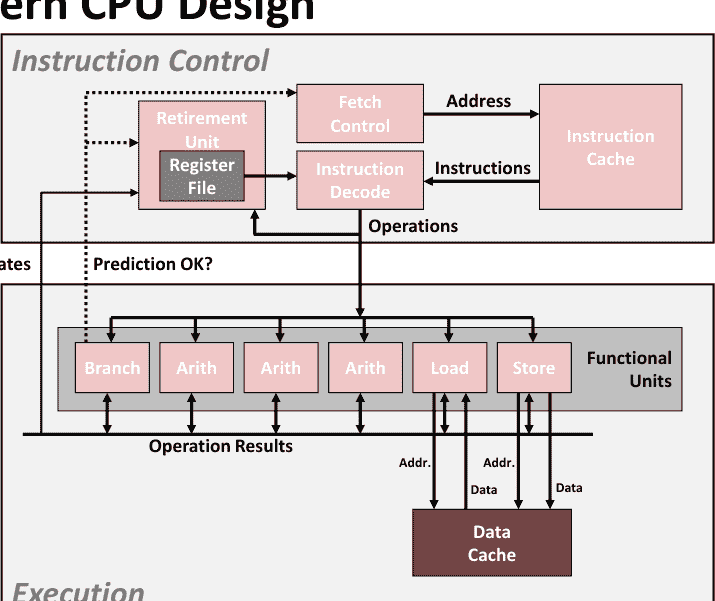 ern CPU Design
Instruction Control
Retirement
Unit
Register
File
Fetch
Control
Address
Instruction
Cache
Instruction
Decode
Instructions
Operations
ates
Prediction OK?
Branch
Arith
Arith
Arith
Load
Store
Functional
Units
Operation Results
Addr.
Addr.
Data
Data
Data
Cache
Execution